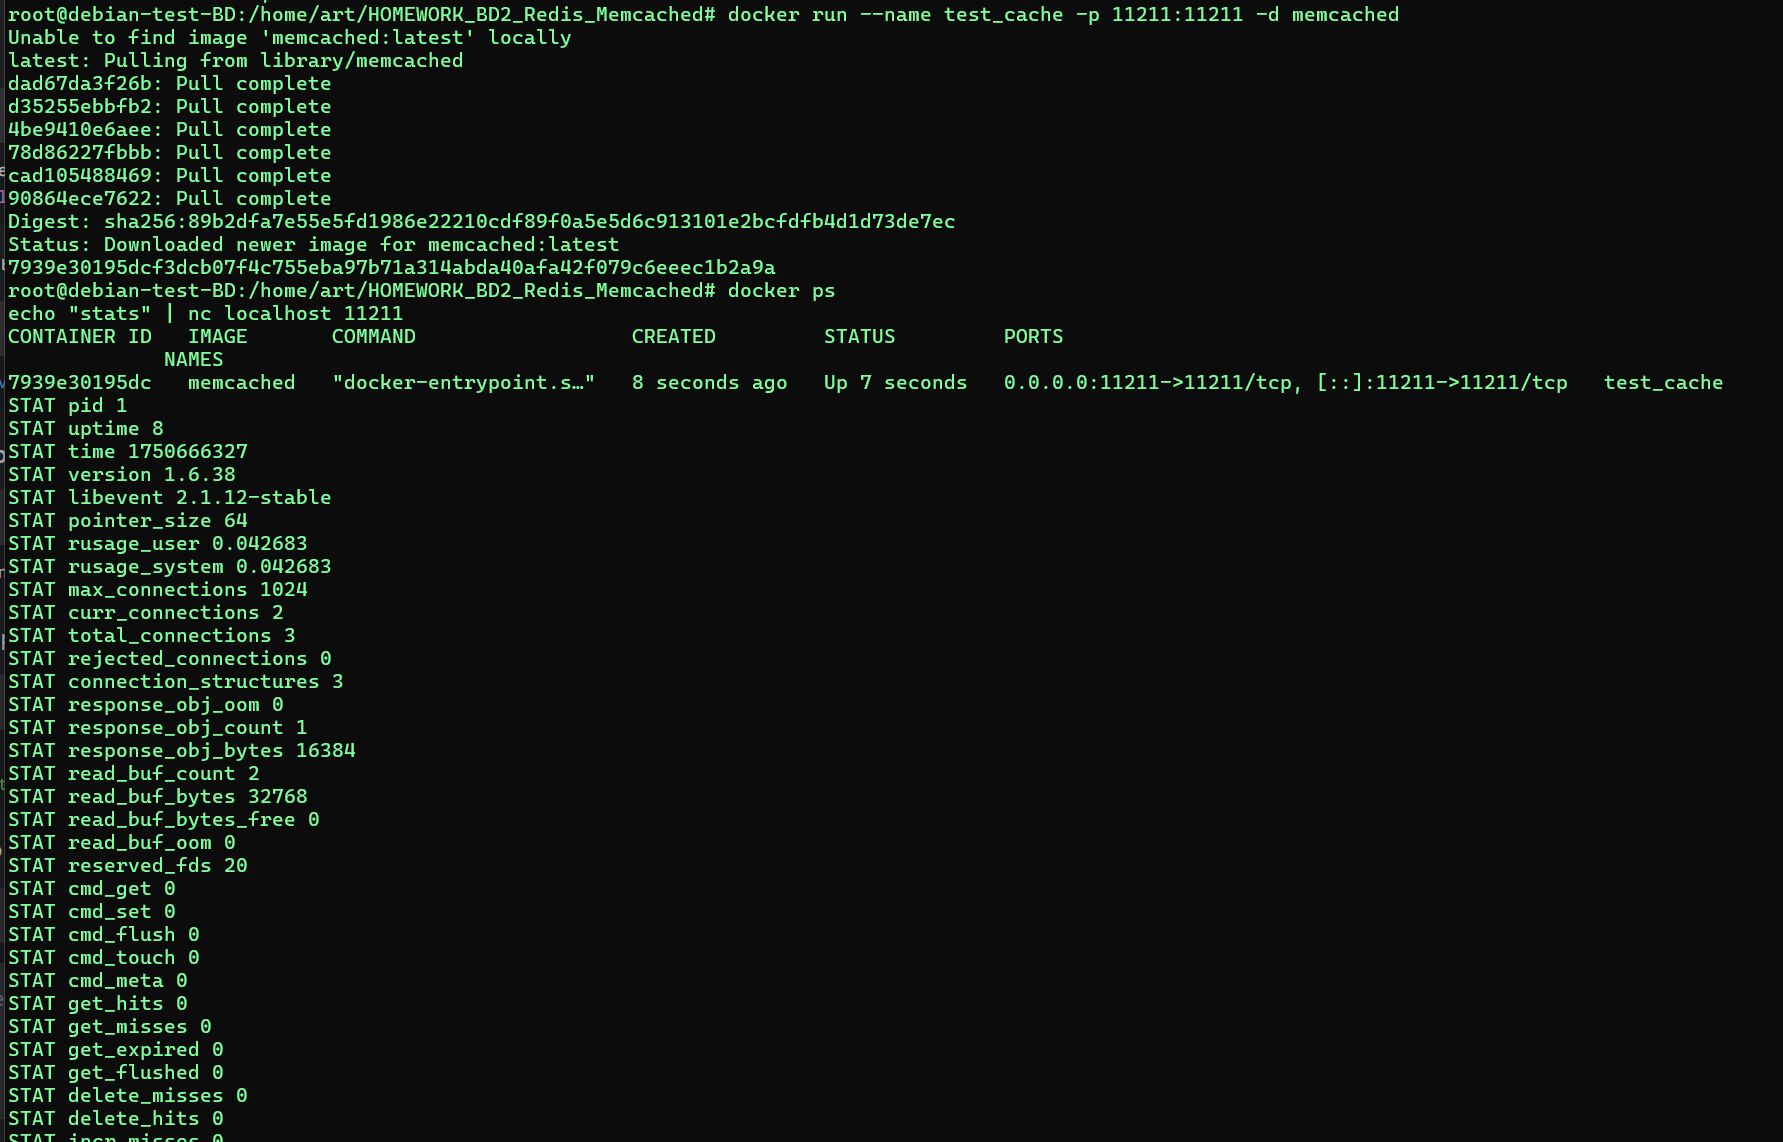 root@debian-test-BD:/home/art/HOMEWORK_BD2_Redis_Memcached# docker run --name test_cache -p 11211:11211 -d memcached
Unable to find image 'memcached:latest' locally
latest: Pulling from library/memcached
dad67da3f26b: Pull complete
d35255ebbfb2: Pull complete
4be9410e6aee: Pull complete
78d86227fbbb: Pull complete
cad105488469: Pull complete
90864ece7622: Pull complete
Digest: sha256:89b2dfa7e55e5fd1986e22210cdf89f0a5e5d6c913101e2bcfdfb4d1d73de7ec
Status: Downloaded newer image for memcached:latest
7939e30195dcf3dcb07f4c755eba97b71a314abda40afa42f079c6eeec1b2a9a
root@debian-test-BD:/home/art/HOMEWORK_BD2_Redis_Memcached# docker ps
echo "stats" | nc localhost 11211
CONTAINER ID   IMAGE       COMMAND                  CREATED         STATUS         PORTS
             NAMES
7939e30195dc   memcached   "docker-entrypoint.s…"   8 seconds ago   Up 7 seconds   0.0.0.0:11211->11211/tcp, [::]:11211->11211/tcp   test_cache
STAT pid 1
STAT uptime 8
STAT time 1750666327
STAT version 1.6.38
STAT libevent 2.1.12-stable
STAT pointer_size 64
STAT rusage_user 0.042683
STAT rusage_system 0.042683
STAT max_connections 1024
STAT curr_connections 2
STAT total_connections 3
STAT rejected_connections 0
STAT connection_structures 3
STAT response_obj_oom 0
STAT response_obj_count 1
STAT response_obj_bytes 16384
STAT read_buf_count 2
STAT read_buf_bytes 32768
STAT read_buf_bytes_free 0
STAT read_buf_oom 0
STAT reserved_fds 20
STAT cmd_get 0
STAT cmd_set 0
STAT cmd_flush 0
STAT cmd_touch 0
STAT cmd_meta 0
STAT get_hits 0
STAT get_misses 0
STAT get_expired 0
STAT get_flushed 0
STAT delete_misses 0
STAT delete_hits 0
STAT incr_misses 0